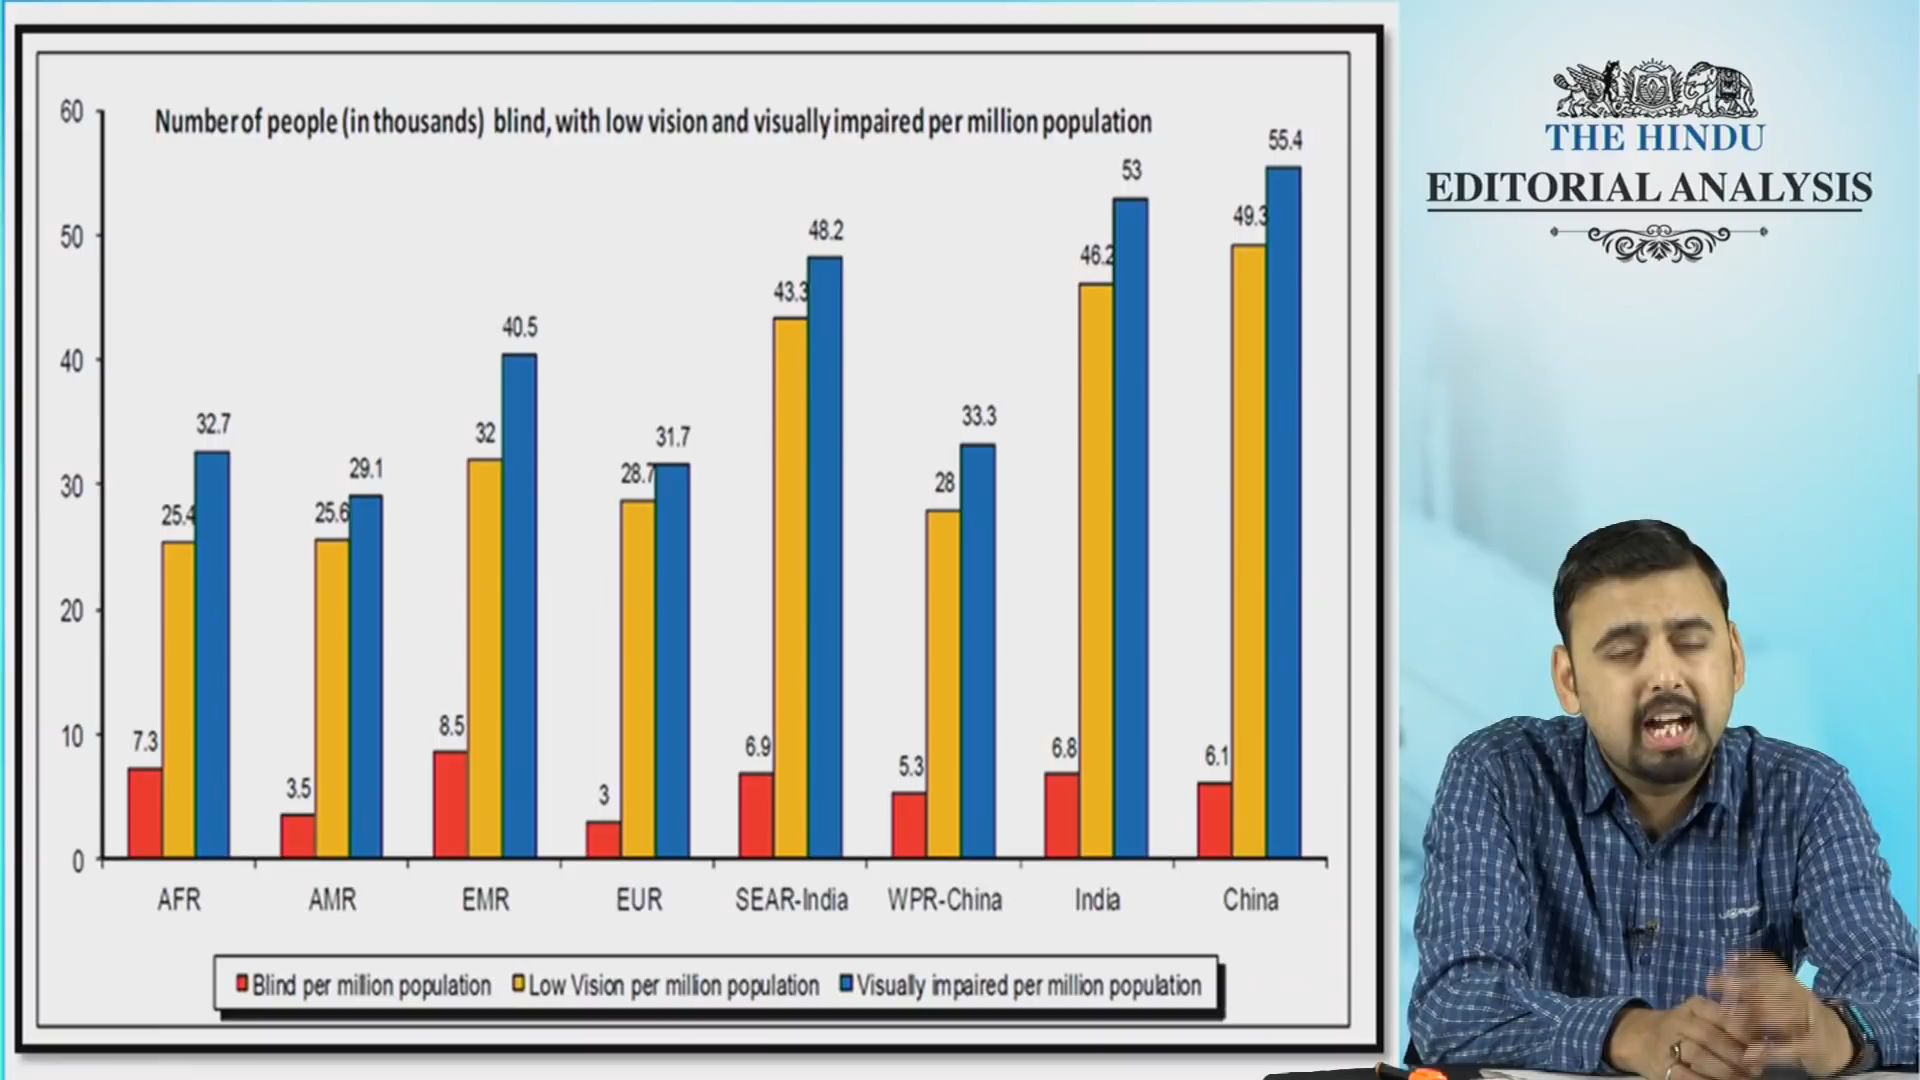 Number of people (in thousands) blind, with low vision and visually impaired per million population
60
50
40
30
20
10
0
7.3
25.4
32.7
3.5
25.6
29.1
8.5
32
40.5
3
28.7
31.7
6.9
43.3
48.2
5.3
28
33.3
6.8
46.2
53
6.1
49.3
55.4
AFR
AMR
EMR
EUR
SEAR-India
WPR-China
India
China
Blind per million population
Low Vision per million population
Visually impaired per million population
THE HINDU
EDITORIAL ANALYSIS